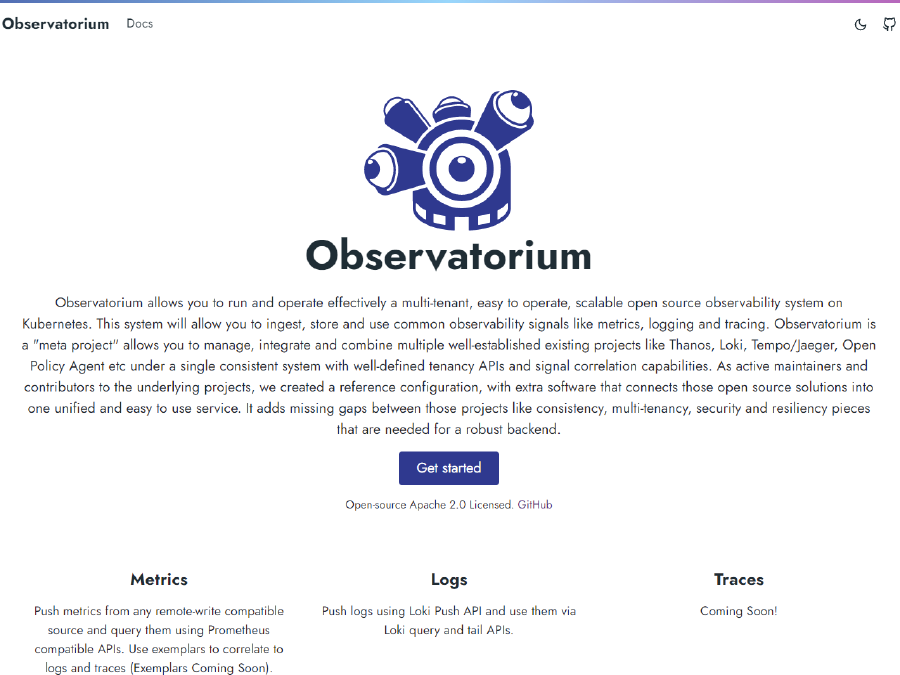 Observatorium Docs
Observatorium
Observatorium allows you to run and operate effectively a multi-tenant, easy to operate, scalable open source observability system on
Kubernetes. This system will allow you to ingest, store and use common observability signals like metrics, logging and tracing. Observatorium is
a "meta project" allows you to manage, integrate and combine multiple well-established existing projects like Thanos, Loki, Tempo/Jaeger, Open
Policy Agent etc under a single consistent system with well-defined tenancy APIs and signal correlation capabilities. As active maintainers and
contributors to the underlying projects, we created a reference configuration, with extra software that connects those open source solutions into
one unified and easy to use service. It adds missing gaps between those projects like consistency, multi-tenancy, security and resiliency pieces
that are needed for a robust backend.
Get started
Open-source Apache 2.0 Licensed. GitHub
Metrics
Push metrics from any remote-write compatible
source and query them using Prometheus
compatible APIs. Use exemplars to correlate to
logs and traces (Exemplars Coming Soon).
Logs
Push logs using Loki Push API and use them via
Loki query and tail APIs.
Traces
Coming Soon!